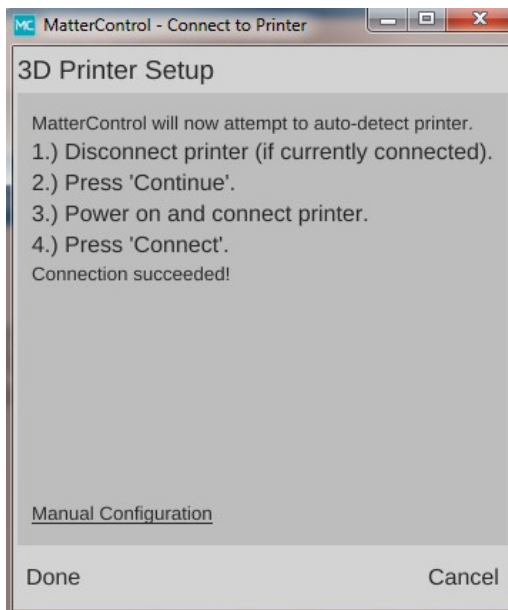 MC MatterControl - Connect to Printer
3D Printer Setup
MatterControl will now attempt to auto-detect printer.
1.) Disconnect printer (if currently connected).
2.) Press 'Continue'.
3.) Power on and connect printer.
4.) Press 'Connect'.
Connection succeeded!
Manual Configuration
Done Cancel